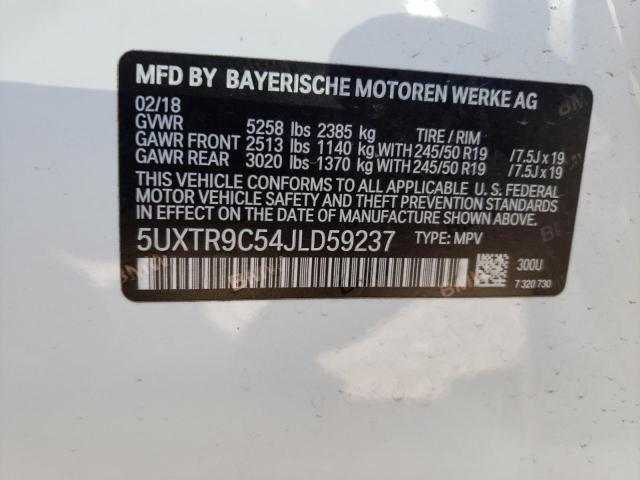 MFD BY BAYERISCHE MOTOREN WERKE AG
02/18
GVWR 5258 lbs 2385 kg TIRE / RIM
GAWR FRONT 2513 lbs 1140 kg WITH 245/50 R19 /7.5J x 19
GAWR REAR 3020 lbs 1370 kg WITH 245/50 R19 /7.5J x 19
THIS VEHICLE CONFORMS TO ALL APPLICABLE U. S. FEDERAL
MOTOR VEHICLE SAFETY AND THEFT PREVENTION STANDARDS
IN EFFECT ON THE DATE OF MANUFACTURE SHOWN ABOVE.
5UXTR9C54JLD59237 TYPE: MPV
300U
7 320 730